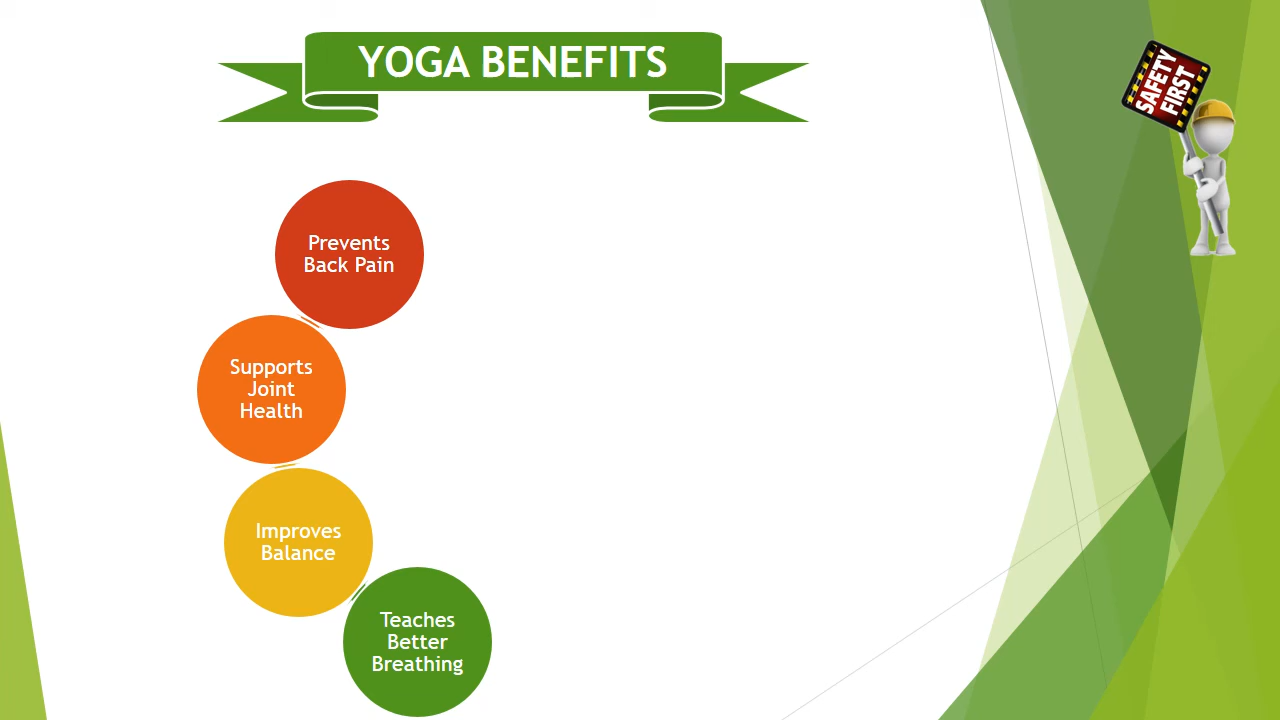 YOGA BENEFITS
SAFETY
FIRST
Prevents
Back Pain
Supports
Joint
Health
Improves
Balance
Teaches
Better
Breathing